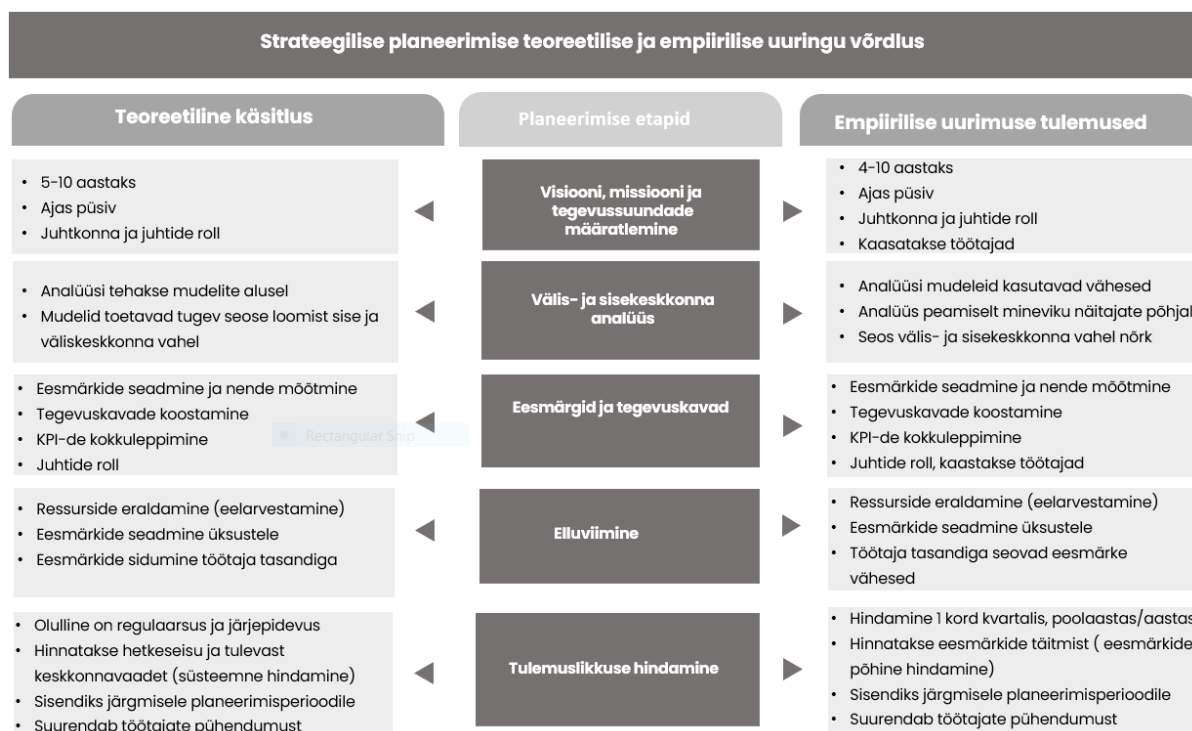 Strateegilise planeerimise teoreetilise ja empiirilise uuringu võrdlus
Teoreetiline käsitlus
Planeerimise etapid
Empiirilise uurimuse tulemused
• 5-10 aastaks
• Ajas püsiv
• Juhtkonna ja juhtide roll
Visiooni, missiooni ja
tegevussuundade
määratlemine
• 4-10 aastaks
• Ajas püsiv
• Juhtkonna ja juhtide roll
• Kaasatakse töötajad
• Analüüsi tehakse mudelite alusel
• Mudelid toetavad tugev seose loomist sise ja
väliskeskkonna vahel
Välis- ja sisekeskkonna
analüüs
• Analüüsi mudeleid kasutavad vähesed
• Analüüs peamiselt mineviku näitajate põhjal
• Seos välis- ja sisekeskkonna vahel nõrk
• Eesmärkide seadmine ja nende mõõtmine
• Tegevuskavade koostamine
• KPI-de kokkuleppimine
• Juhtide roll
Rectangular Snip
Eesmärgid ja tegevuskavad
• Eesmärkide seadmine ja nende mõõtmine
• Tegevuskavade koostamine
• KPI-de kokkuleppimine
• Juhtide roll, kaastakse töötajad
• Ressurside eraldamine (eelarvestamine)
• Eesmärkide seadmine üksustele
• Eesmärkide sidumine töötaja tasandiga
Elluviimine
• Ressurside eraldamine (eelarvestamine)
• Eesmärkide seadmine üksustele
• Töötaja tasandiga seovad eesmärke
vähesed
• Olulline on regulaarsus ja järjepidevus
• Hinnatakse hetkeseisu ja tulevast
keskkonnavaadet (süsteemne hindamine)
• Sisendiks järgmisele planeerimisperioodile
• Suurendab töötajate pühendumust
Tulemuslikkuse hindamine
• Hindamine 1 kord kvartalis, poolaastas/aastas
• Hinnatakse eesmärkide täitmist ( eesmärkide
põhine hindamine)
• Sisendiks järgmisele planeerimisperioodile
• Suurendab töötajate pühendumust